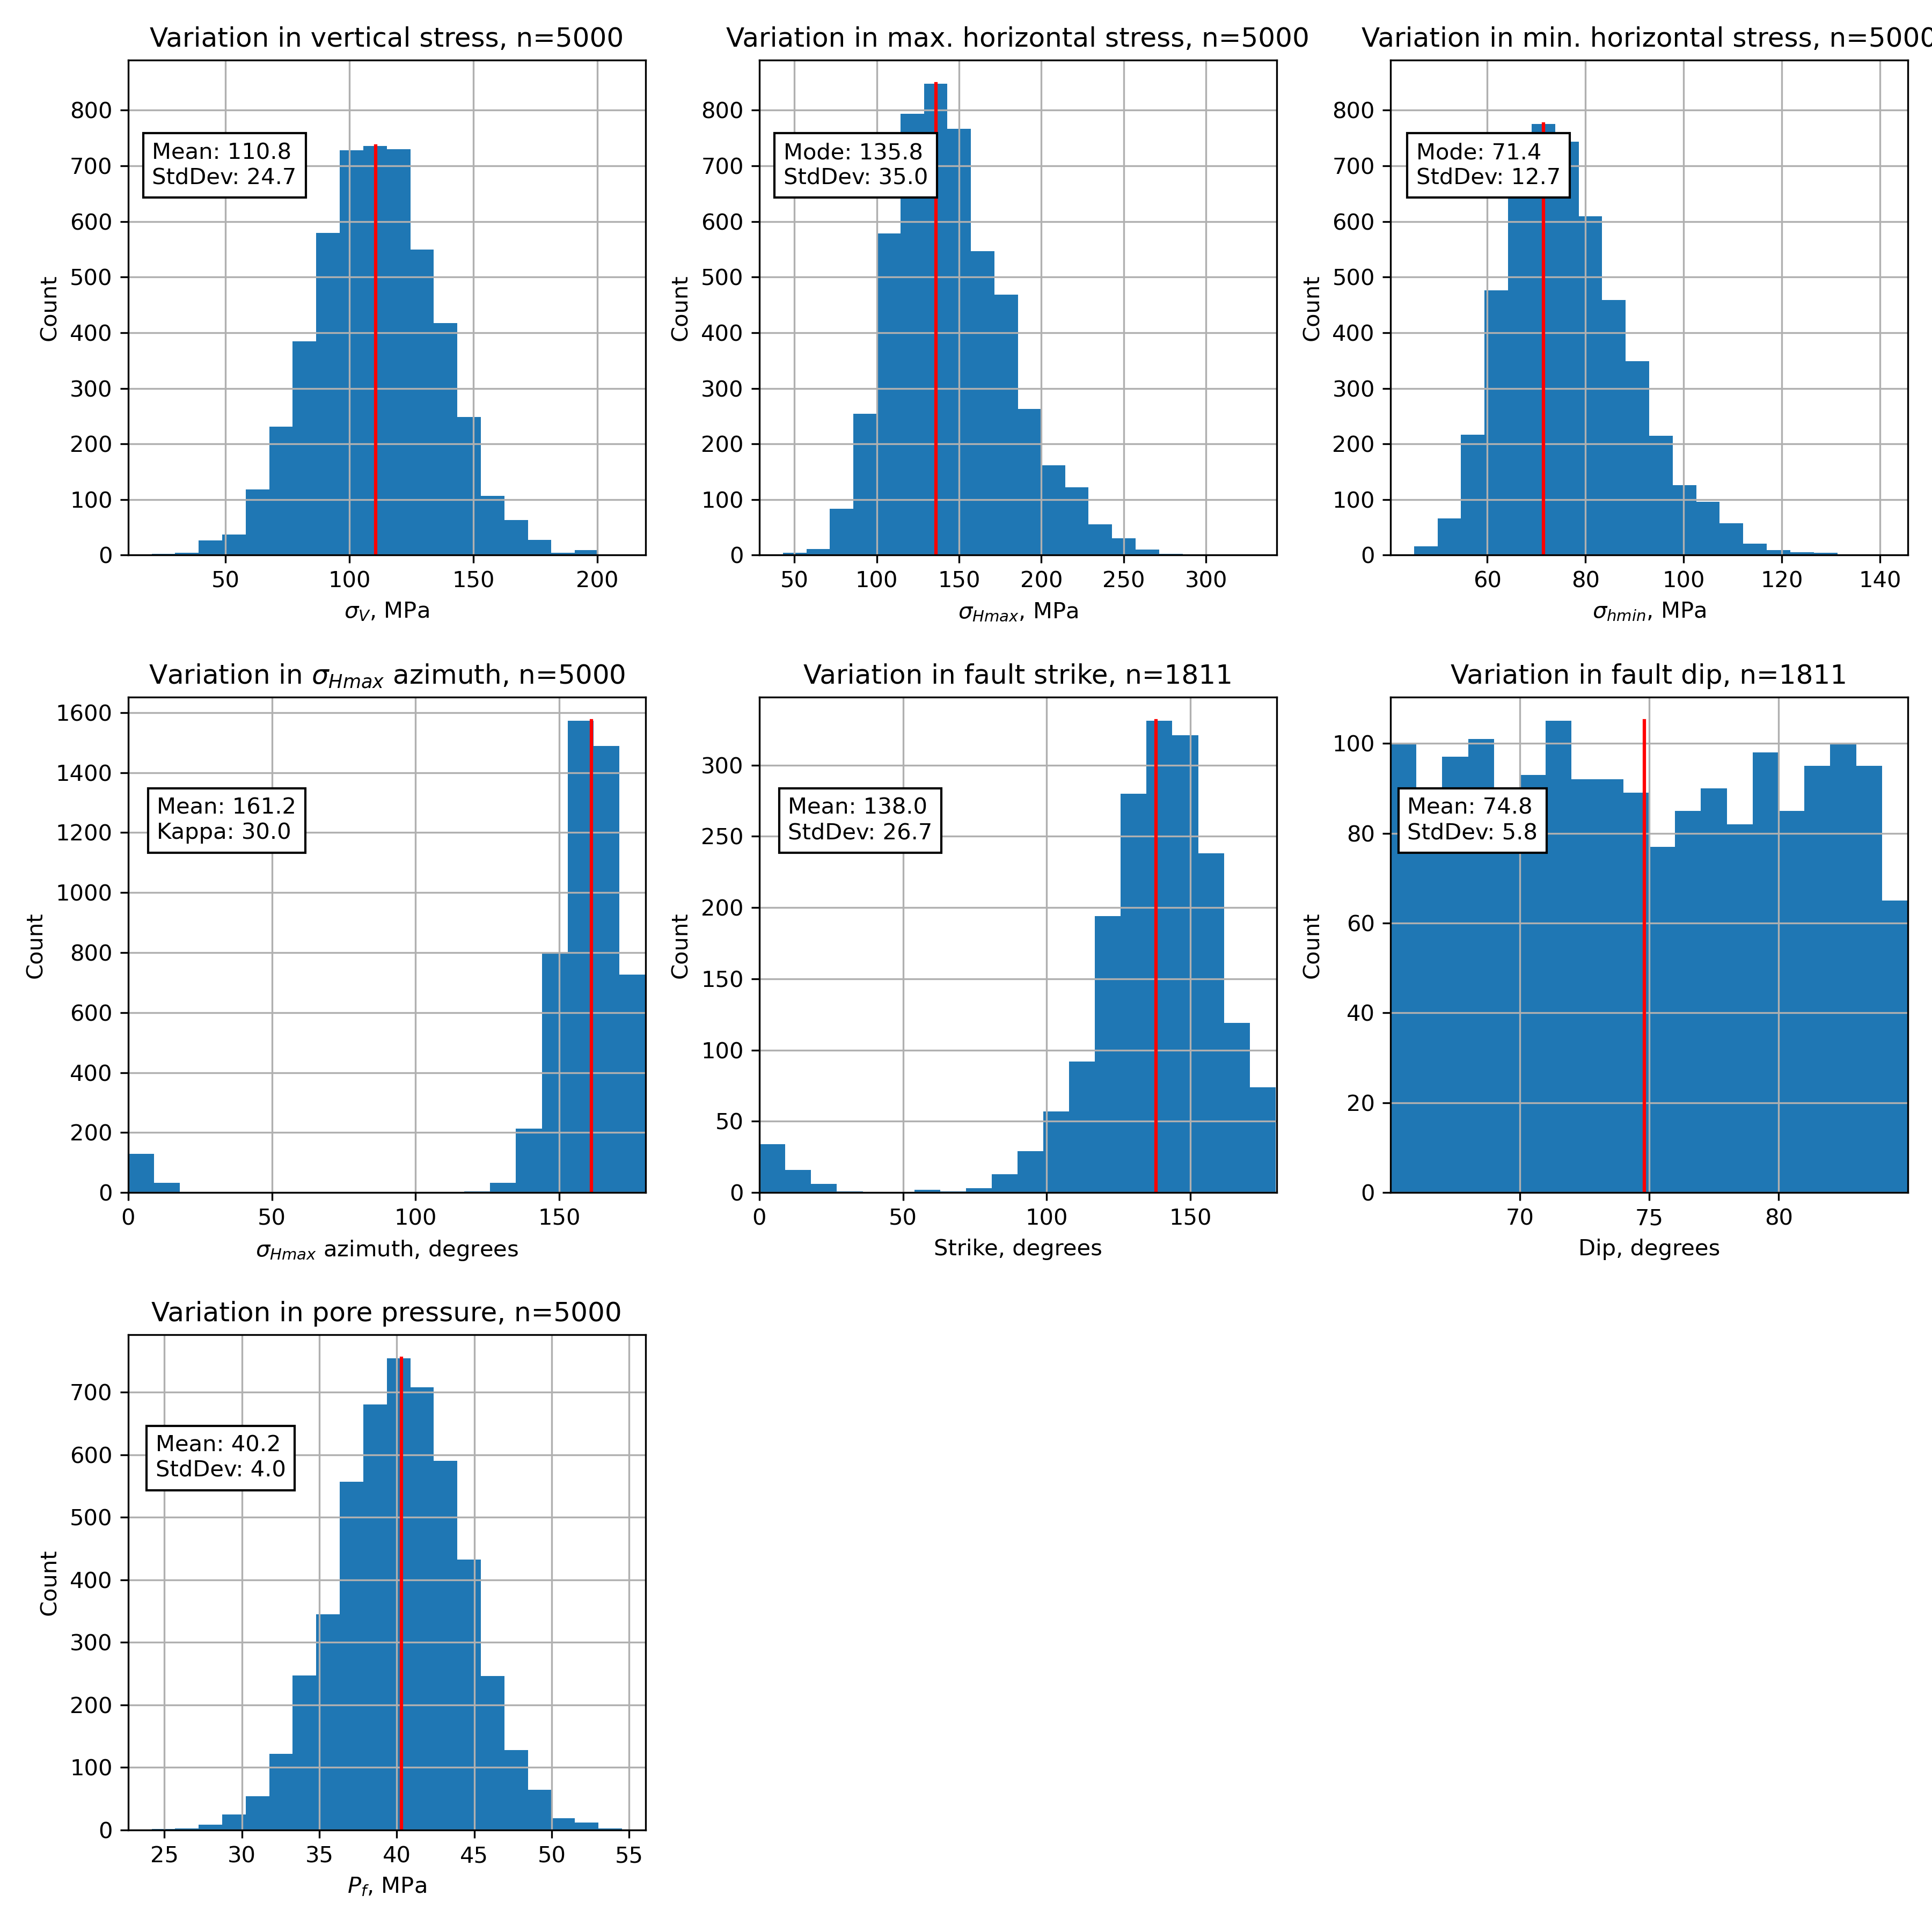 Variation in vertical stress, n=5000
Count
800
700
600
500
400
300
200
100
0
Mean: 110.8
StdDev: 24.7
50 100 150 200
σV, MPa
Variation in max. horizontal stress, n=5000
Count
800
700
600
500
400
300
200
100
0
Mode: 135.8
StdDev: 35.0
50 100 150 200 250 300
σHmax, MPa
Variation in min. horizontal stress, n=5000
Count
800
700
600
500
400
300
200
100
0
Mode: 71.4
StdDev: 12.7
60 80 100 120 140
σhmin, MPa
Variation in σHmax azimuth, n=5000
Count
1600
1400
1200
1000
800
600
400
200
0
Mean: 161.2
Kappa: 30.0
0 50 100 150
σHmax azimuth, degrees
Variation in fault strike, n=1811
Count
300
250
200
150
100
50
0
Mean: 138.0
StdDev: 26.7
0 50 100 150
Strike, degrees
Variation in fault dip, n=1811
Count
100
80
60
40
20
0
Mean: 74.8
StdDev: 5.8
70 75 80
Dip, degrees
Variation in pore pressure, n=5000
Count
700
600
500
400
300
200
100
0
Mean: 40.2
StdDev: 4.0
25 30 35 40 45 50 55
Pf, MPa